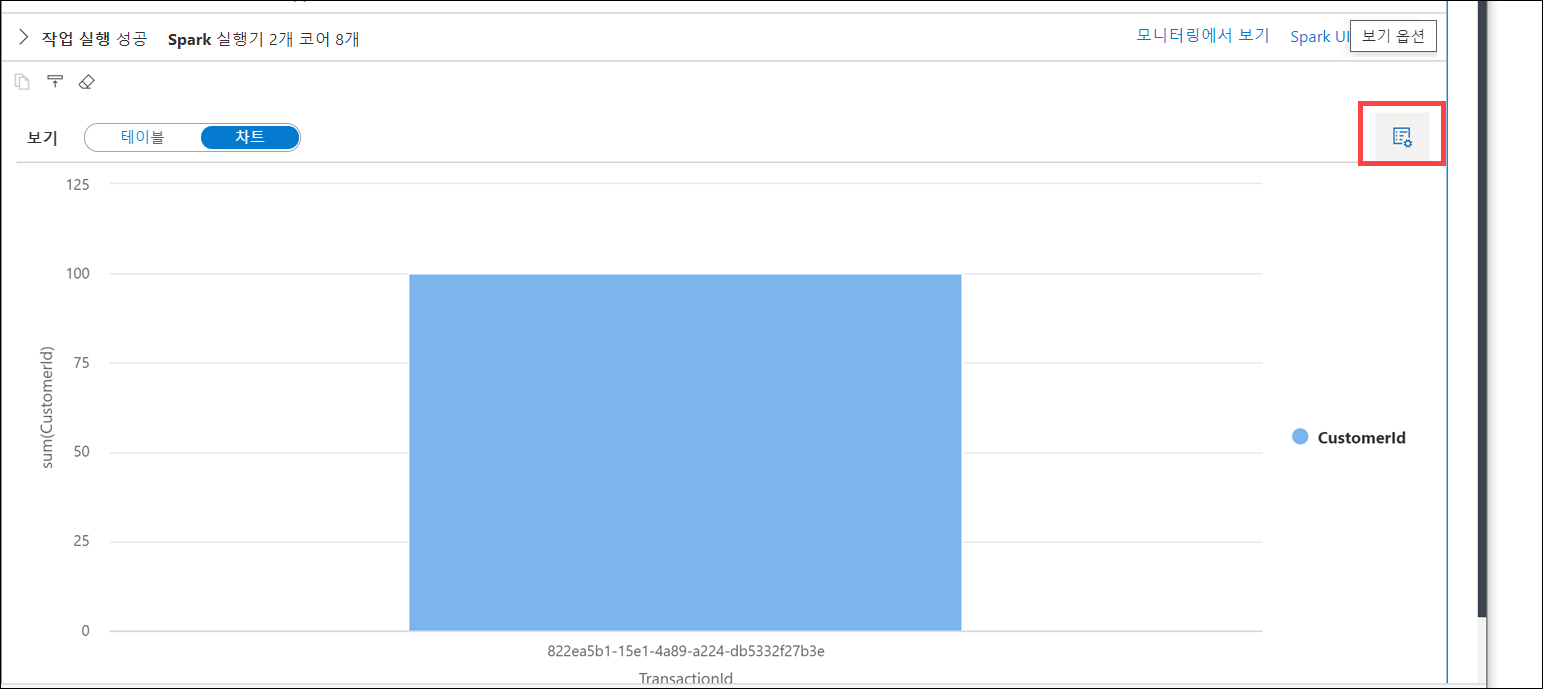 작업 실행 성공 Spark 실행기 2개 코어 8개
모니터링에서 보기 Spark UI 보기 옵션
보기 테이블 차트
125
100
75
50
25
0
sum(CustomerId)
CustomerId
822ea5b1-15e1-4a89-a224-db5332f27b3e
TransactionId